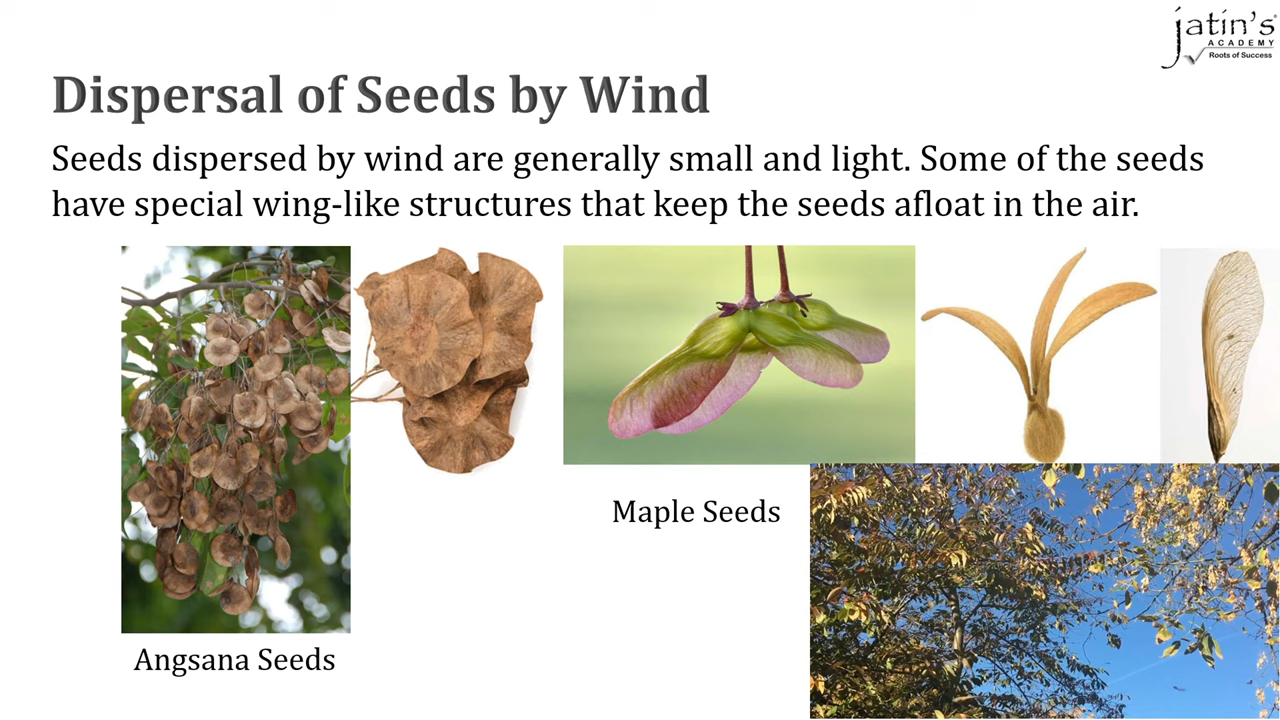 jatin's
ACADEMY
Roots of Success
Dispersal of Seeds by Wind
Seeds dispersed by wind are generally small and light. Some of the seeds
have special wing-like structures that keep the seeds afloat in the air.
Maple Seeds
Angsana Seeds